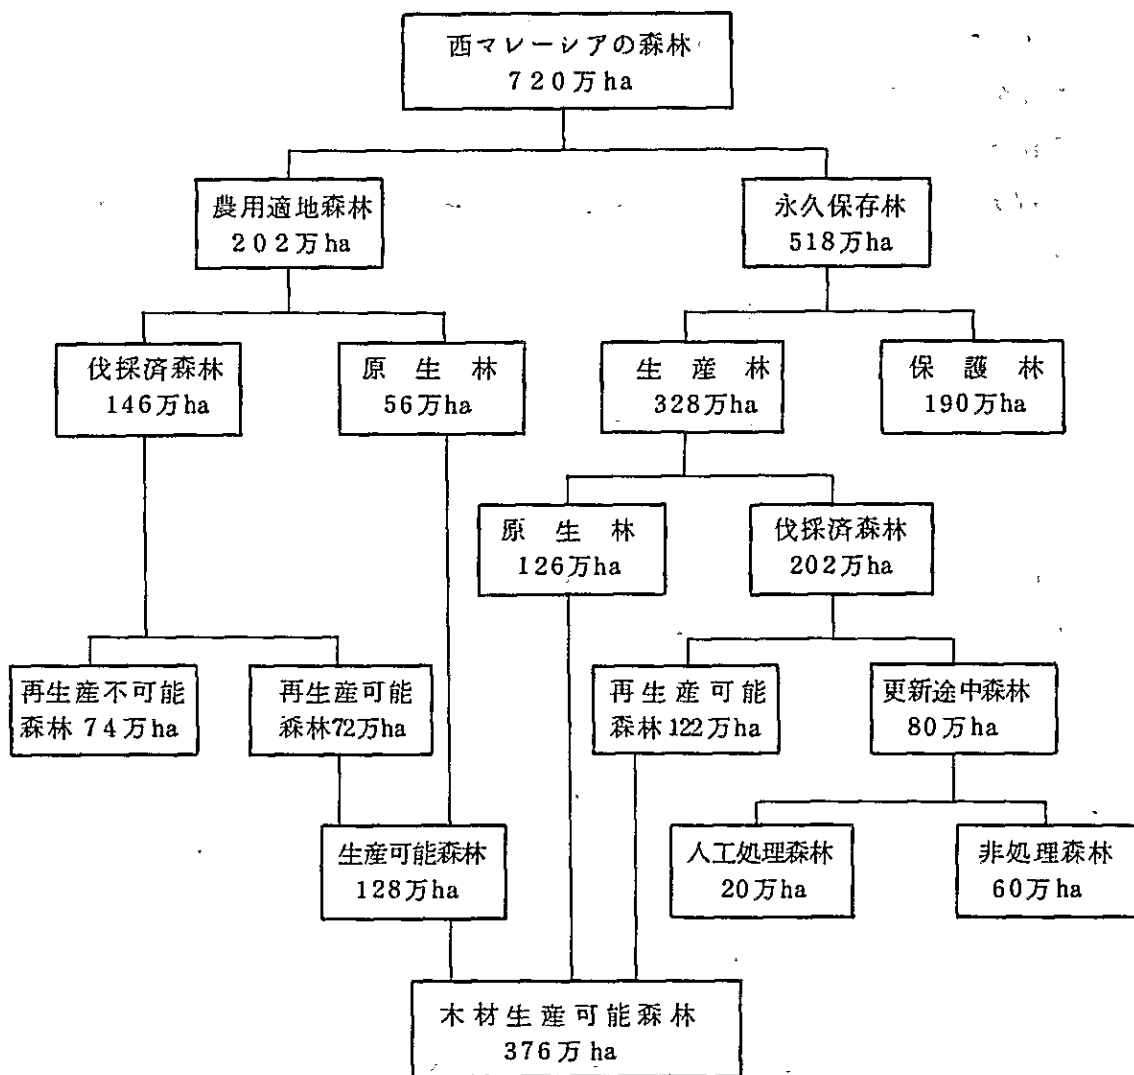 西マレーシアの森林
720万ha
農用適地森林
202万ha
永久保存林
518万ha
伐採済森林
146万ha
原生林
56万ha
生産林
328万ha
保護林
190万ha
原生林
126万ha
伐採済森林
202万ha
再生産不可能
森林 74万ha
再生産可能
森林72万ha
再生産可能
森林 122万ha
更新途中森林
80万ha
生産可能森林
128万ha
人工処理森林
20万ha
非処理森林
60万ha
木材生産可能森林
376万ha